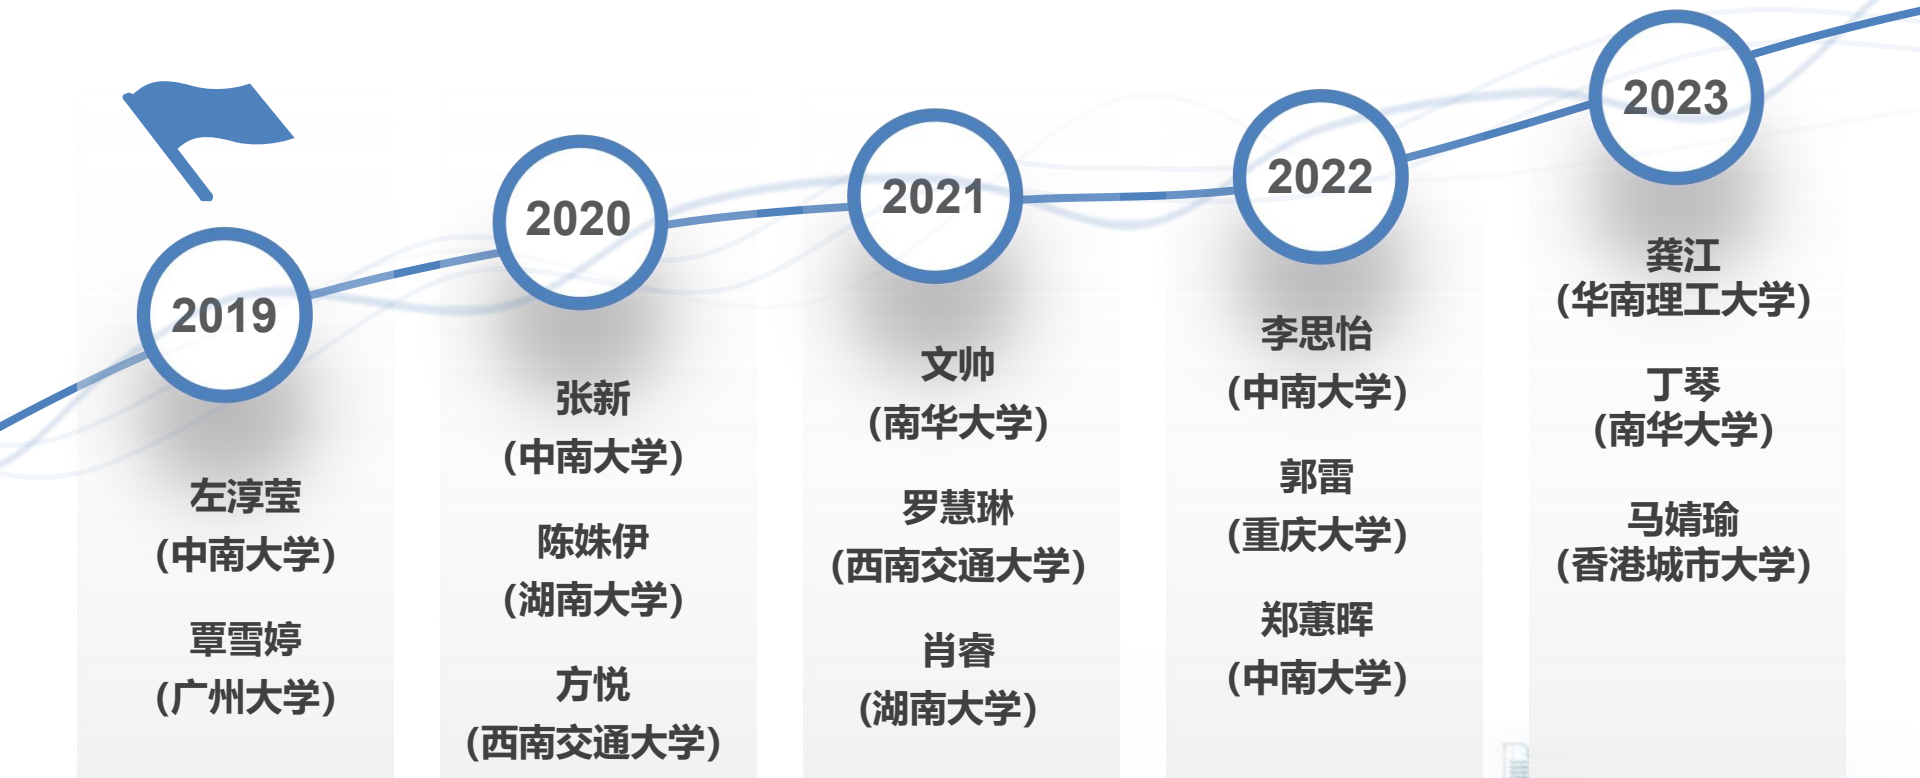 2019
左淳莹
(中南大学)
覃雪婷
(广州大学)
2020
张新
(中南大学)
陈姝伊
(湖南大学)
方悦
(西南交通大学)
2021
文帅
(南华大学)
罗慧琳
(西南交通大学)
肖睿
(湖南大学)
2022
李思怡
(中南大学)
郭雷
(重庆大学)
郑蕙晖
(中南大学)
2023
龚江
(华南理工大学)
丁琴
(南华大学)
马婧瑜
(香港城市大学)